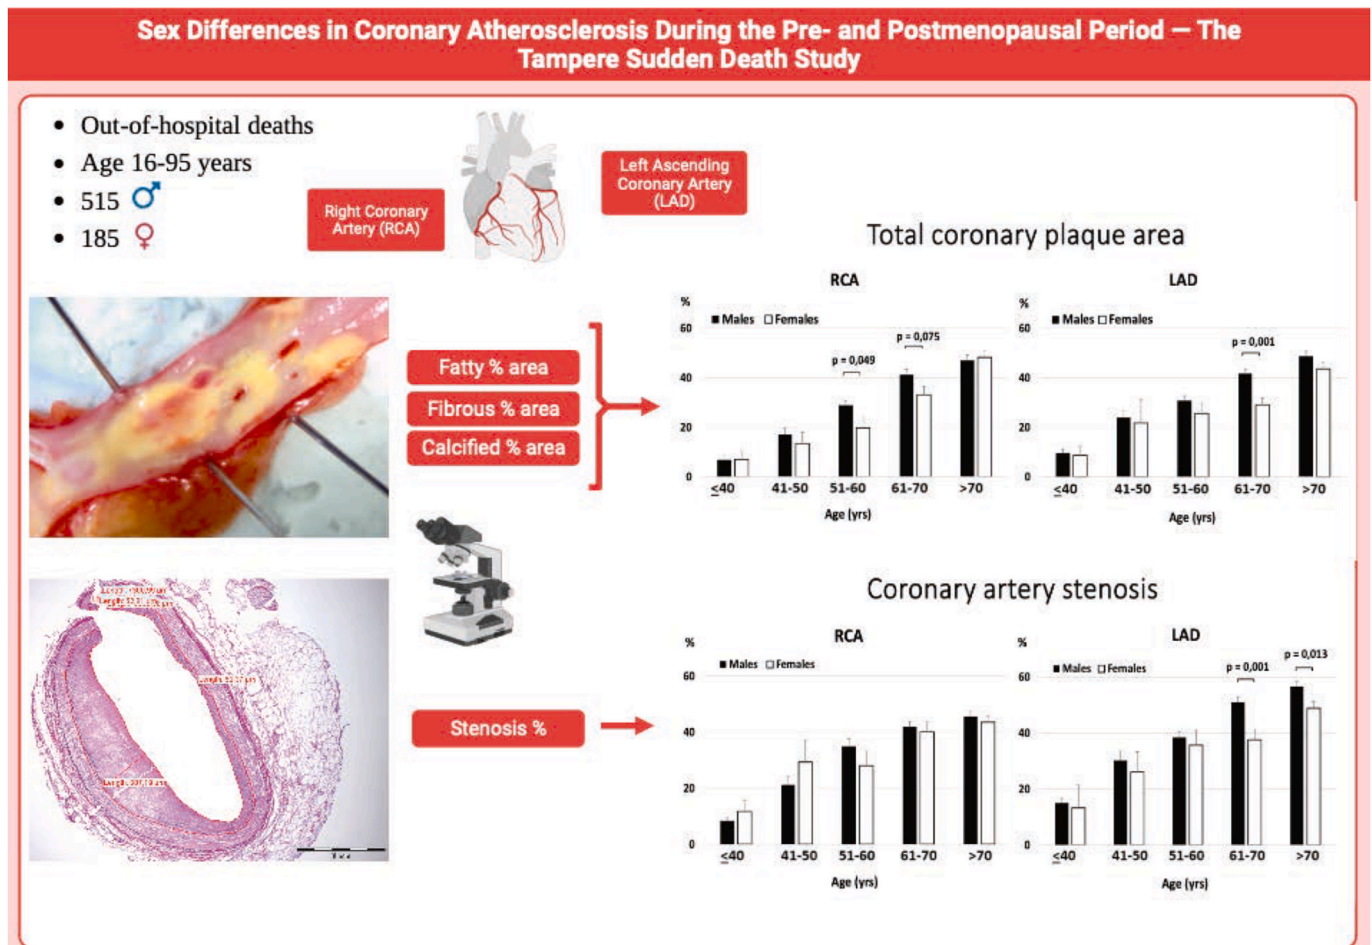 Sex Differences in Coronary Atherosclerosis During the Pre- and Postmenopausal Period — The
Tampere Sudden Death Study
• Out-of-hospital deaths
• Age 16-95 years
• 515 ♂
• 185 ♀
Right Coronary
Artery (RCA)
Left Ascending
Coronary Artery
(LAD)
Fatty % area
Fibrous % area
Calcified % area
Total coronary plaque area
RCA
%
Males Females
60
40
20
0
p = 0,049
p = 0,075
≤40 41-50 51-60 61-70 >70
Age (yrs)
LAD
%
Males Females
60
40
20
0
p = 0,001
≤40 41-50 51-60 61-70 >70
Age (yrs)
Stenosis %
Coronary artery stenosis
RCA
%
Males Females
60
40
20
0
≤40 41-50 51-60 61-70 >70
Age (yrs)
LAD
%
Males Females
60
40
20
0
p = 0,001
p = 0,013
≤40 41-50 51-60 61-70 >70
Age (yrs)